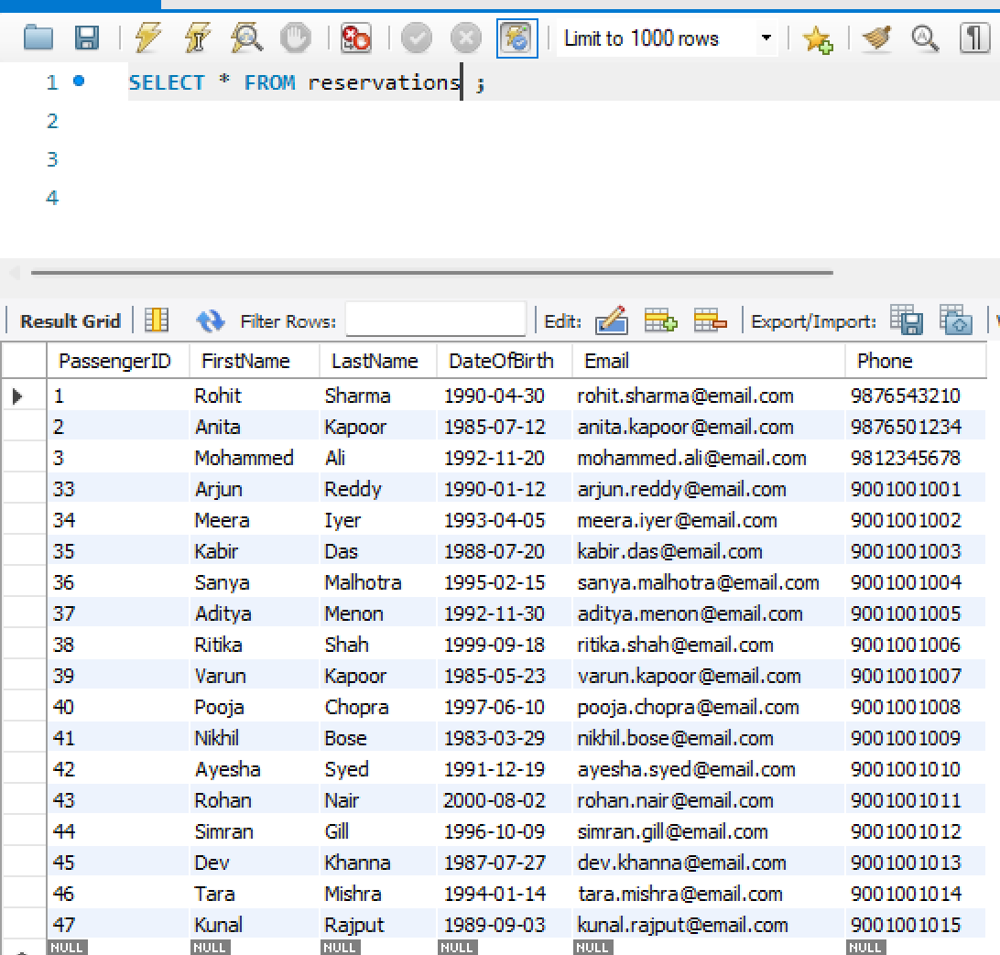 Limit to 1000 rows
1 SELECT * FROM reservations ;
2
3
4
Result Grid Filter Rows: Edit: Export/Import:
PassengerID FirstName LastName DateOfBirth Email Phone
1 Rohit Sharma 1990-04-30 rohit.sharma@email.com 9876543210
2 Anita Kapoor 1985-07-12 anita.kapoor@email.com 9876501234
3 Mohammed Ali 1992-11-20 mohammed.ali@email.com 9812345678
33 Arjun Reddy 1990-01-12 arjun.reddy@email.com 9001001001
34 Meera Iyer 1993-04-05 meera.iyer@email.com 9001001002
35 Kabir Das 1988-07-20 kabir.das@email.com 9001001003
36 Sanya Malhotra 1995-02-15 sanya.malhotra@email.com 9001001004
37 Aditya Menon 1992-11-30 aditya.menon@email.com 9001001005
38 Ritika Shah 1999-09-18 ritika.shah@email.com 9001001006
39 Varun Kapoor 1985-05-23 varun.kapoor@email.com 9001001007
40 Pooja Chopra 1997-06-10 pooja.chopra@email.com 9001001008
41 Nikhil Bose 1983-03-29 nikhil.bose@email.com 9001001009
42 Ayesha Syed 1991-12-19 ayesha.syed@email.com 9001001010
43 Rohan Nair 2000-08-02 rohan.nair@email.com 9001001011
44 Simran Gill 1996-10-09 simran.gill@email.com 9001001012
45 Dev Khanna 1987-07-27 dev.khanna@email.com 9001001013
46 Tara Mishra 1994-01-14 tara.mishra@email.com 9001001014
47 Kunal Rajput 1989-09-03 kunal.rajput@email.com 9001001015
NULL NULL NULL NULL NULL NULL